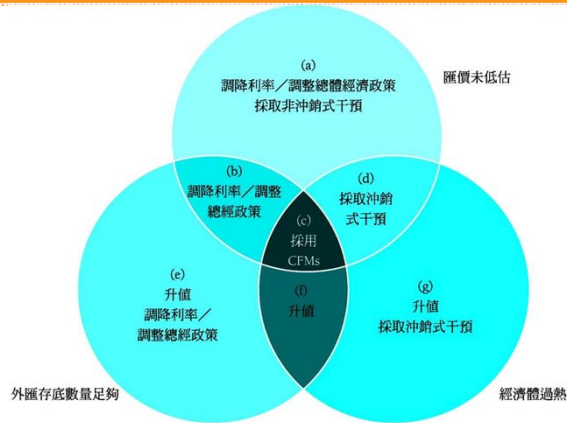 (a)
調降利率／調整總體經濟政策
採取非沖銷式干預
匯價未低估
(b)
調降利率／調整
總經政策
(d)
採取沖銷
式干預
(c)
採用
CFMs
(e)
升值
調降利率／
調整總經政策
(f)
升值
(g)
升值
採取沖銷式干預
外匯存底數量足夠
經濟體過熱